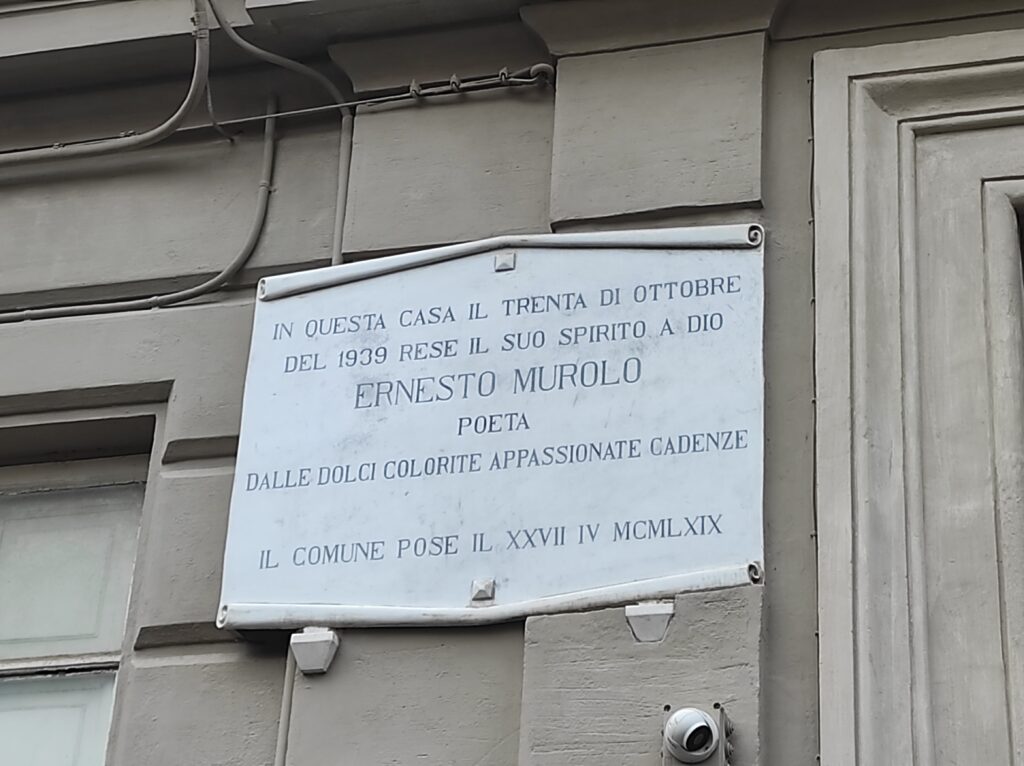 IN QUESTA CASA IL TRENTA DI OTTOBRE
DEL 1939 RESE IL SUO SPIRITO A DIO
ERNESTO MUROLO
POETA
DALLE DOLCI COLORITE APPASSIONATE CADENZE
IL COMUNE POSE IL XXVII IV MCMLXIX